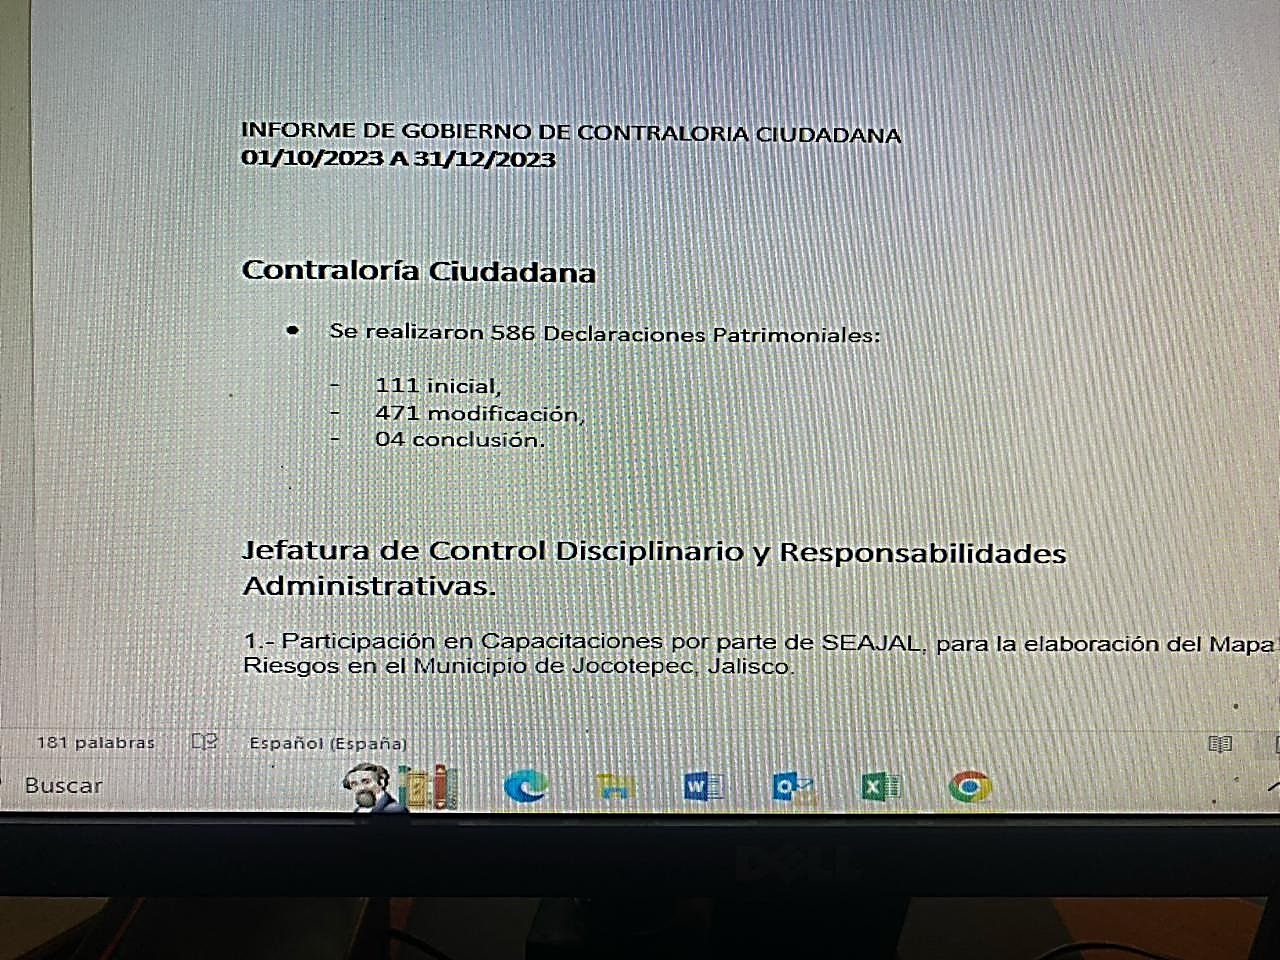 INFORME DE GOBIERNO DE CONTRALORIA CIUDADANA
01/10/2023 A 31/12/2023
Contraloría Ciudadana
• Se realizaron 586 Declaraciones Patrimoniales:
- 111 inicial,
- 471 modificación,
- 04 conclusión.
Jefatura de Control Disciplinario y Responsabilidades
Administrativas.
1.- Participación en Capacitaciones por parte de SEAJAL, para la elaboración del Mapa
Riesgos en el Municipio de Jocotepec, Jalisco.
181 palabras Español (España)
Buscar
DELL